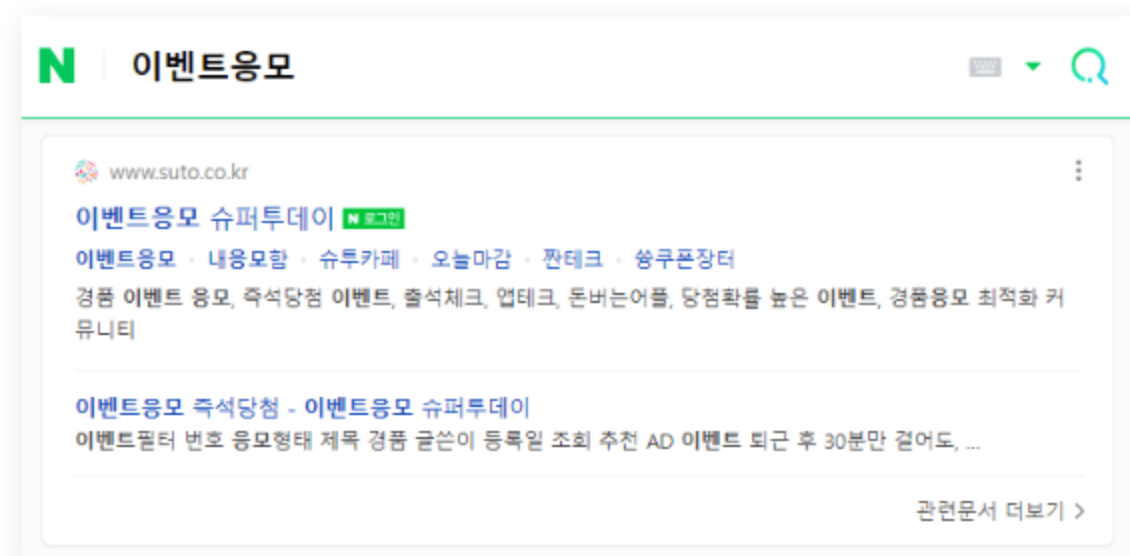 N 이벤트응모
www.suto.co.kr
이벤트응모 슈퍼투데이 N 로그인
이벤트응모 · 내응모함 · 슈투카페 · 오늘마감 · 짠테크 · 쓩쿠폰장터
경품 이벤트 응모, 즉석당첨 이벤트, 출석체크, 앱테크, 돈버는어플, 당첨확률 높은 이벤트, 경품응모 최적화 커
뮤니티
이벤트응모 즉석당첨 - 이벤트응모 슈퍼투데이
이벤트필터 번호 응모형태 제목 경품 글쓴이 등록일 조회 추천 AD 이벤트 퇴근 후 30분만 걸어도, ...
관련문서 더보기 >